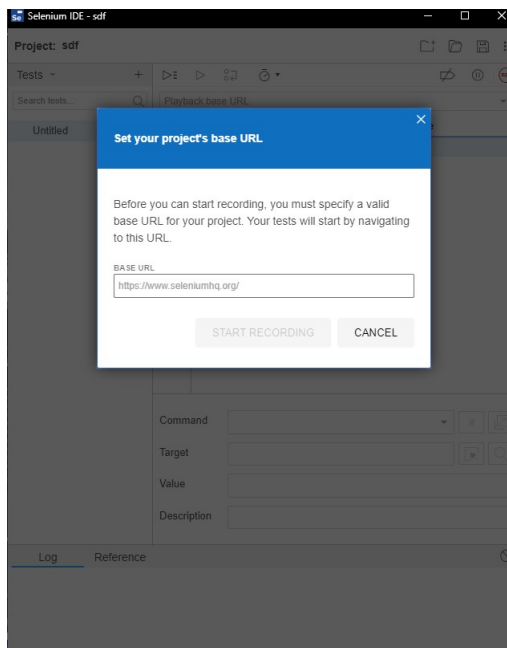 Se Selenium IDE - sdf
Project: sdf
Tests
Search tests...
Playback base URL
Untitled
Set your project's base URL
Before you can start recording, you must specify a valid
base URL for your project. Your tests will start by navigating
to this URL.
BASE URL
https://www.seleniumhq.org/
START RECORDING
CANCEL
Command
Target
Value
Description
Log
Reference